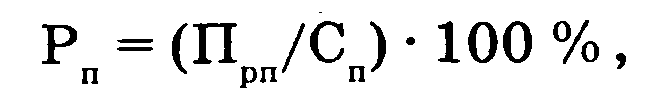 Рп = (Прп/Сп) · 100 %,